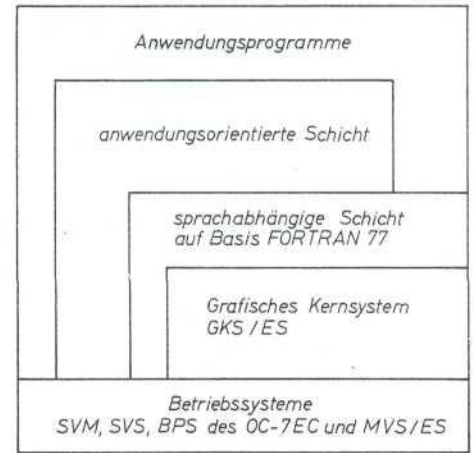 Anwendungsprogramme
anwendungsorientierte Schicht
sprachabhängige Schicht
auf Basis FORTRAN 77
Grafisches Kernsystem
GKS / ES
Betriebssysteme
SVM, SVS, BPS des OC-7EC und MVS/ES